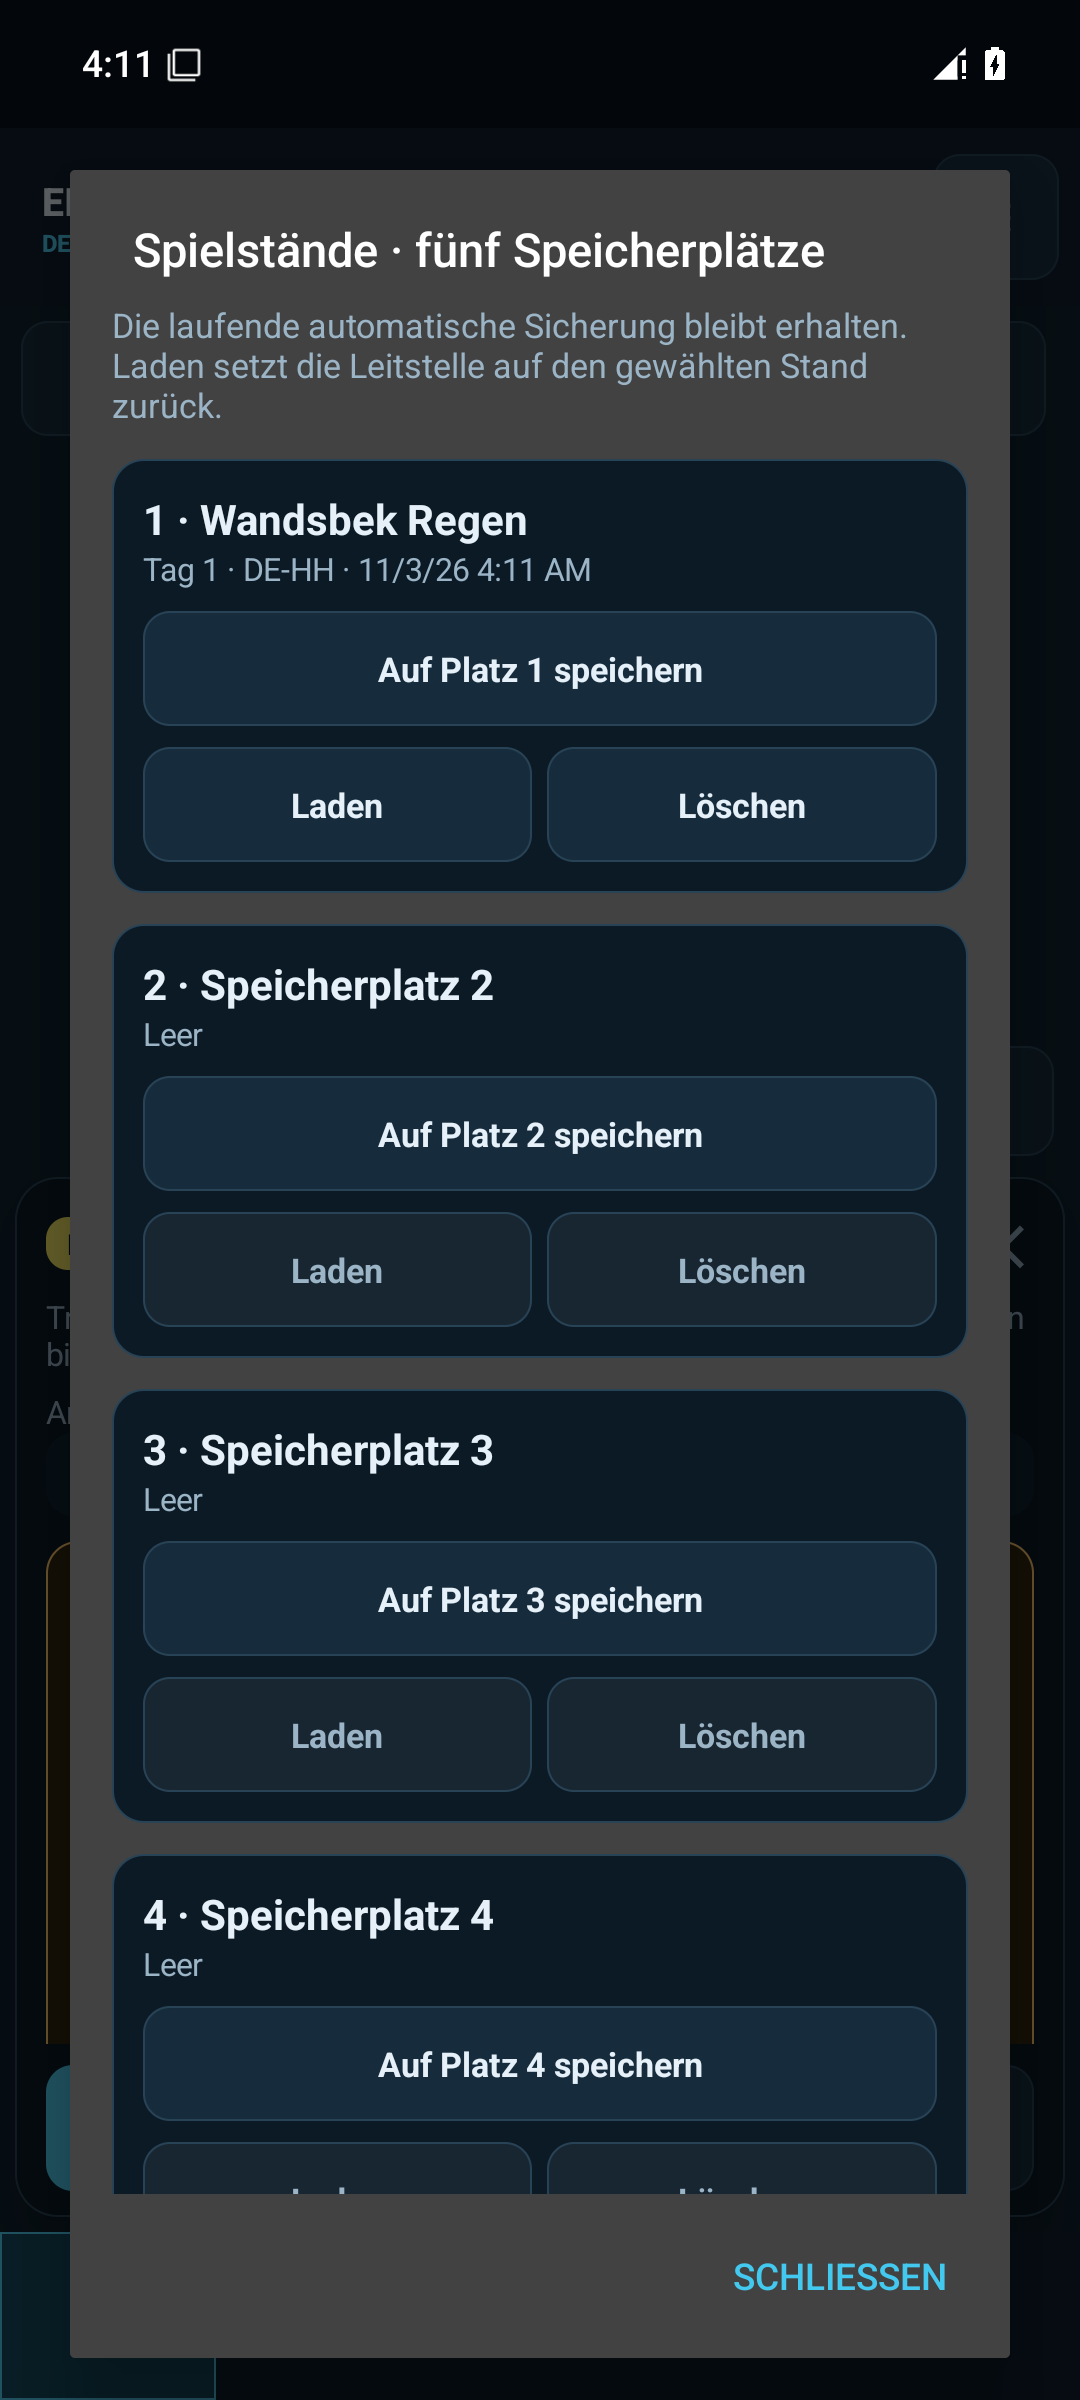 4:11
Spielstände · fünf Speicherplätze
Die laufende automatische Sicherung bleibt erhalten.
Laden setzt die Leitstelle auf den gewählten Stand
zurück.
1 · Wandsbek Regen
Tag 1 · DE-HH · 11/3/26 4:11 AM
Auf Platz 1 speichern
Laden
Löschen
2 · Speicherplatz 2
Leer
Auf Platz 2 speichern
Laden
Löschen
3 · Speicherplatz 3
Leer
Auf Platz 3 speichern
Laden
Löschen
4 · Speicherplatz 4
Leer
Auf Platz 4 speichern
SCHLIESSEN